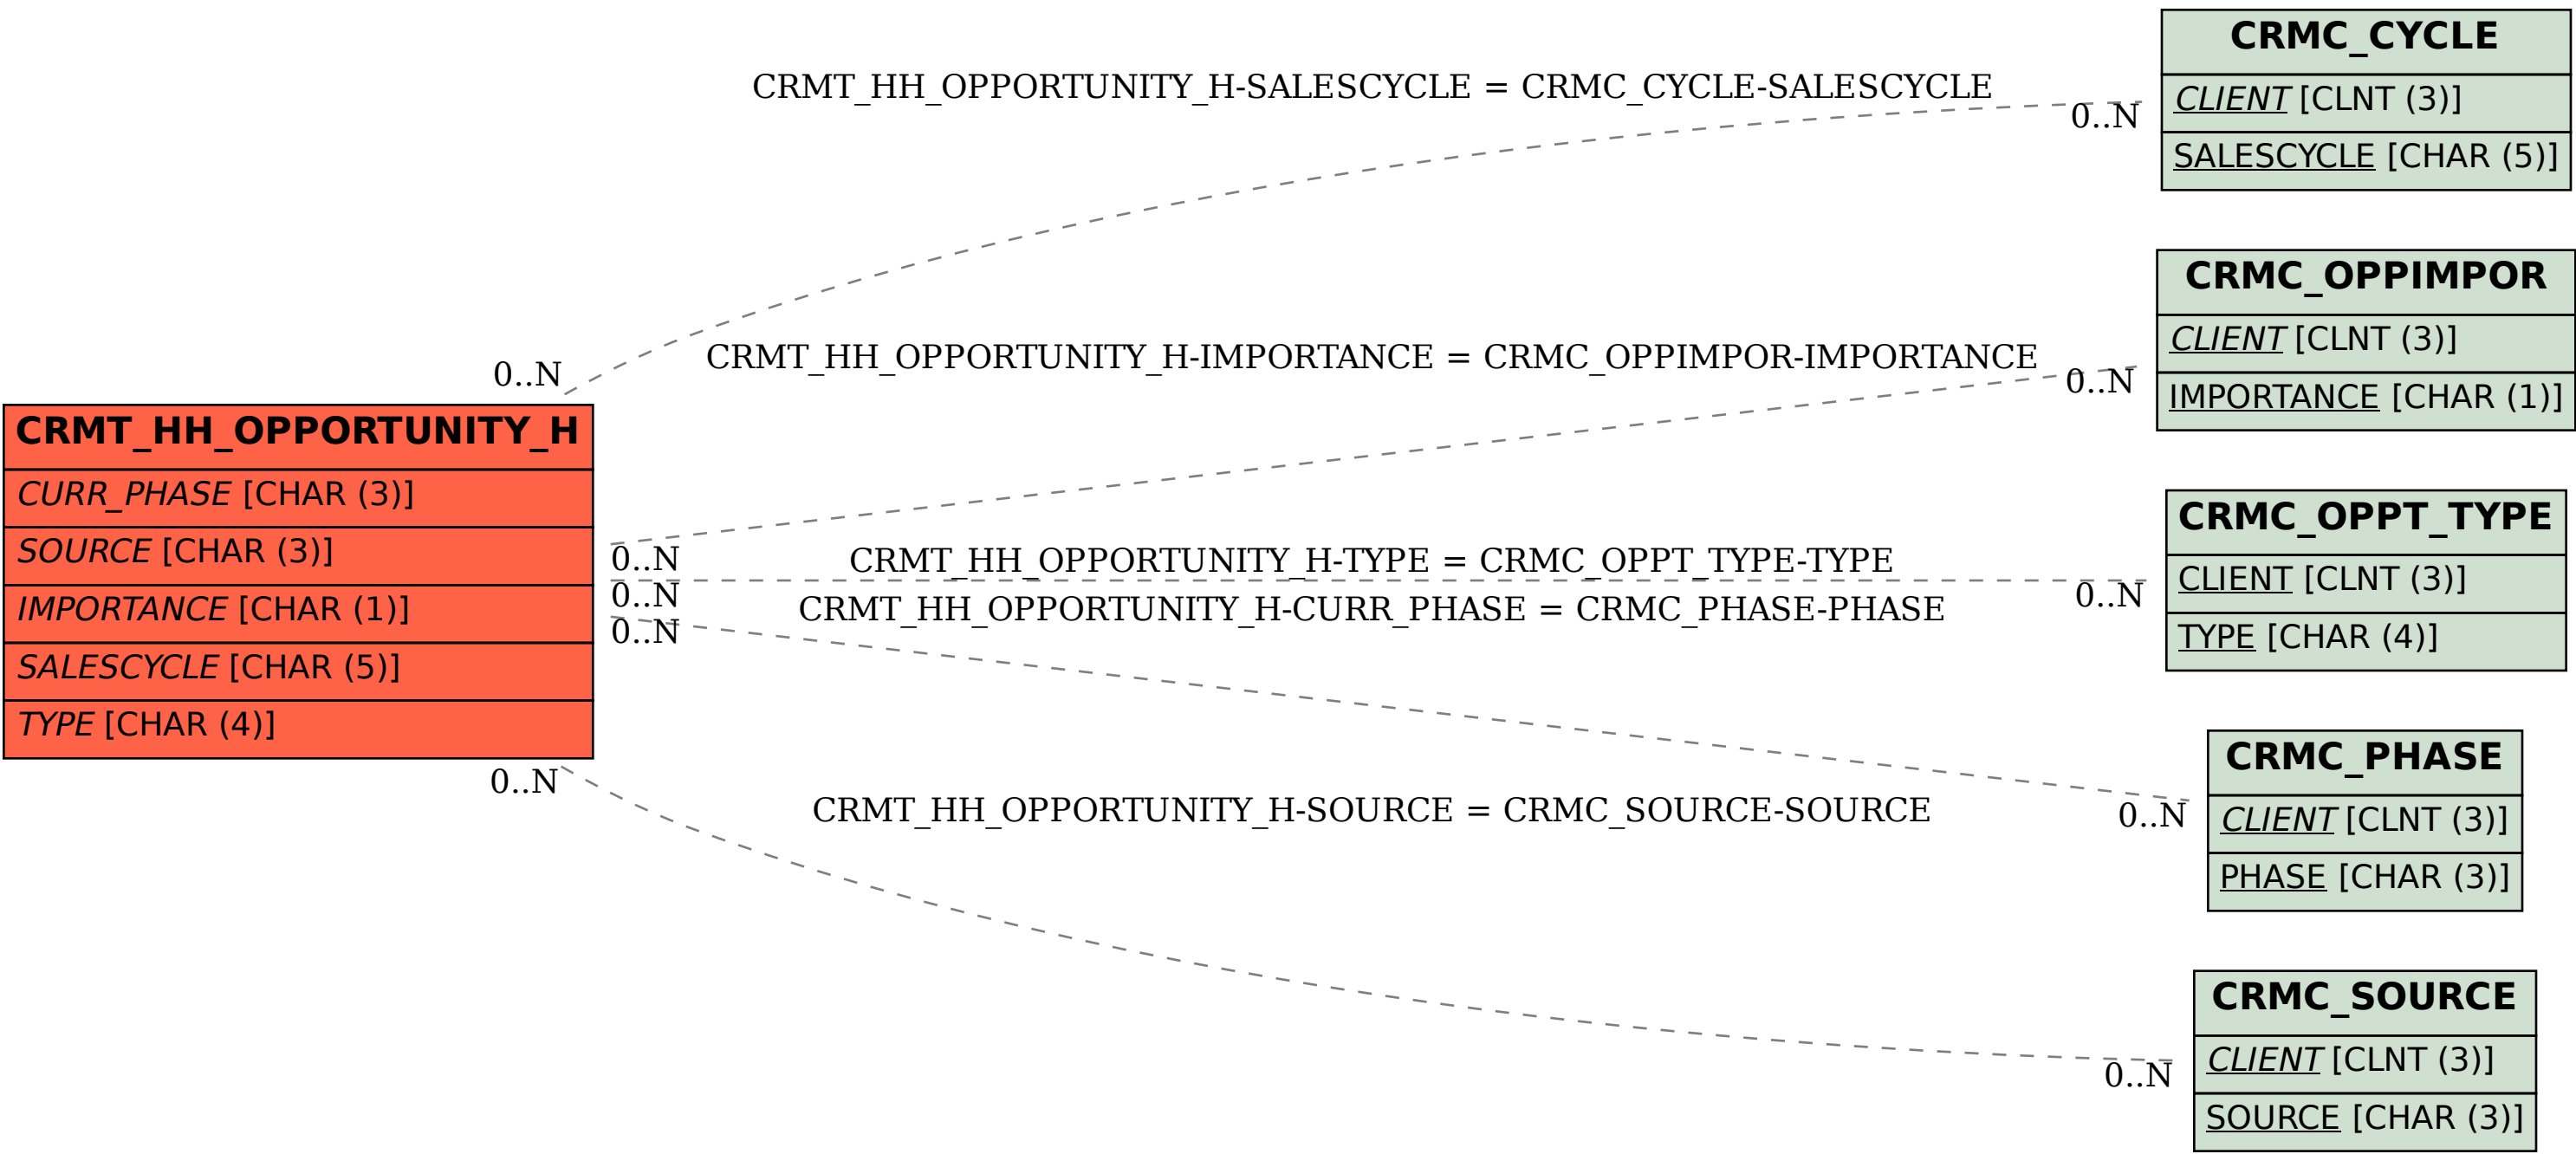 CRMC_CYCLE
CLIENT [CLNT (3)]
SALESCYCLE [CHAR (5)]
CRMT_HH_OPPORTUNITY_H-SALESCYCLE = CRMC_CYCLE-SALESCYCLE
0..N
0..N
CRMC_OPPIMPOR
CLIENT [CLNT (3)]
IMPORTANCE [CHAR (1)]
CRMT_HH_OPPORTUNITY_H-IMPORTANCE = CRMC_OPPIMPOR-IMPORTANCE
0..N
0..N
CRMT_HH_OPPORTUNITY_H
CURR_PHASE [CHAR (3)]
SOURCE [CHAR (3)]
IMPORTANCE [CHAR (1)]
SALESCYCLE [CHAR (5)]
TYPE [CHAR (4)]
CRMT_HH_OPPORTUNITY_H-TYPE = CRMC_OPPT_TYPE-TYPE
0..N
0..N
CRMC_OPPT_TYPE
CLIENT [CLNT (3)]
TYPE [CHAR (4)]
CRMT_HH_OPPORTUNITY_H-CURR_PHASE = CRMC_PHASE-PHASE
0..N
0..N
CRMC_PHASE
CLIENT [CLNT (3)]
PHASE [CHAR (3)]
CRMT_HH_OPPORTUNITY_H-SOURCE = CRMC_SOURCE-SOURCE
0..N
0..N
CRMC_SOURCE
CLIENT [CLNT (3)]
SOURCE [CHAR (3)]